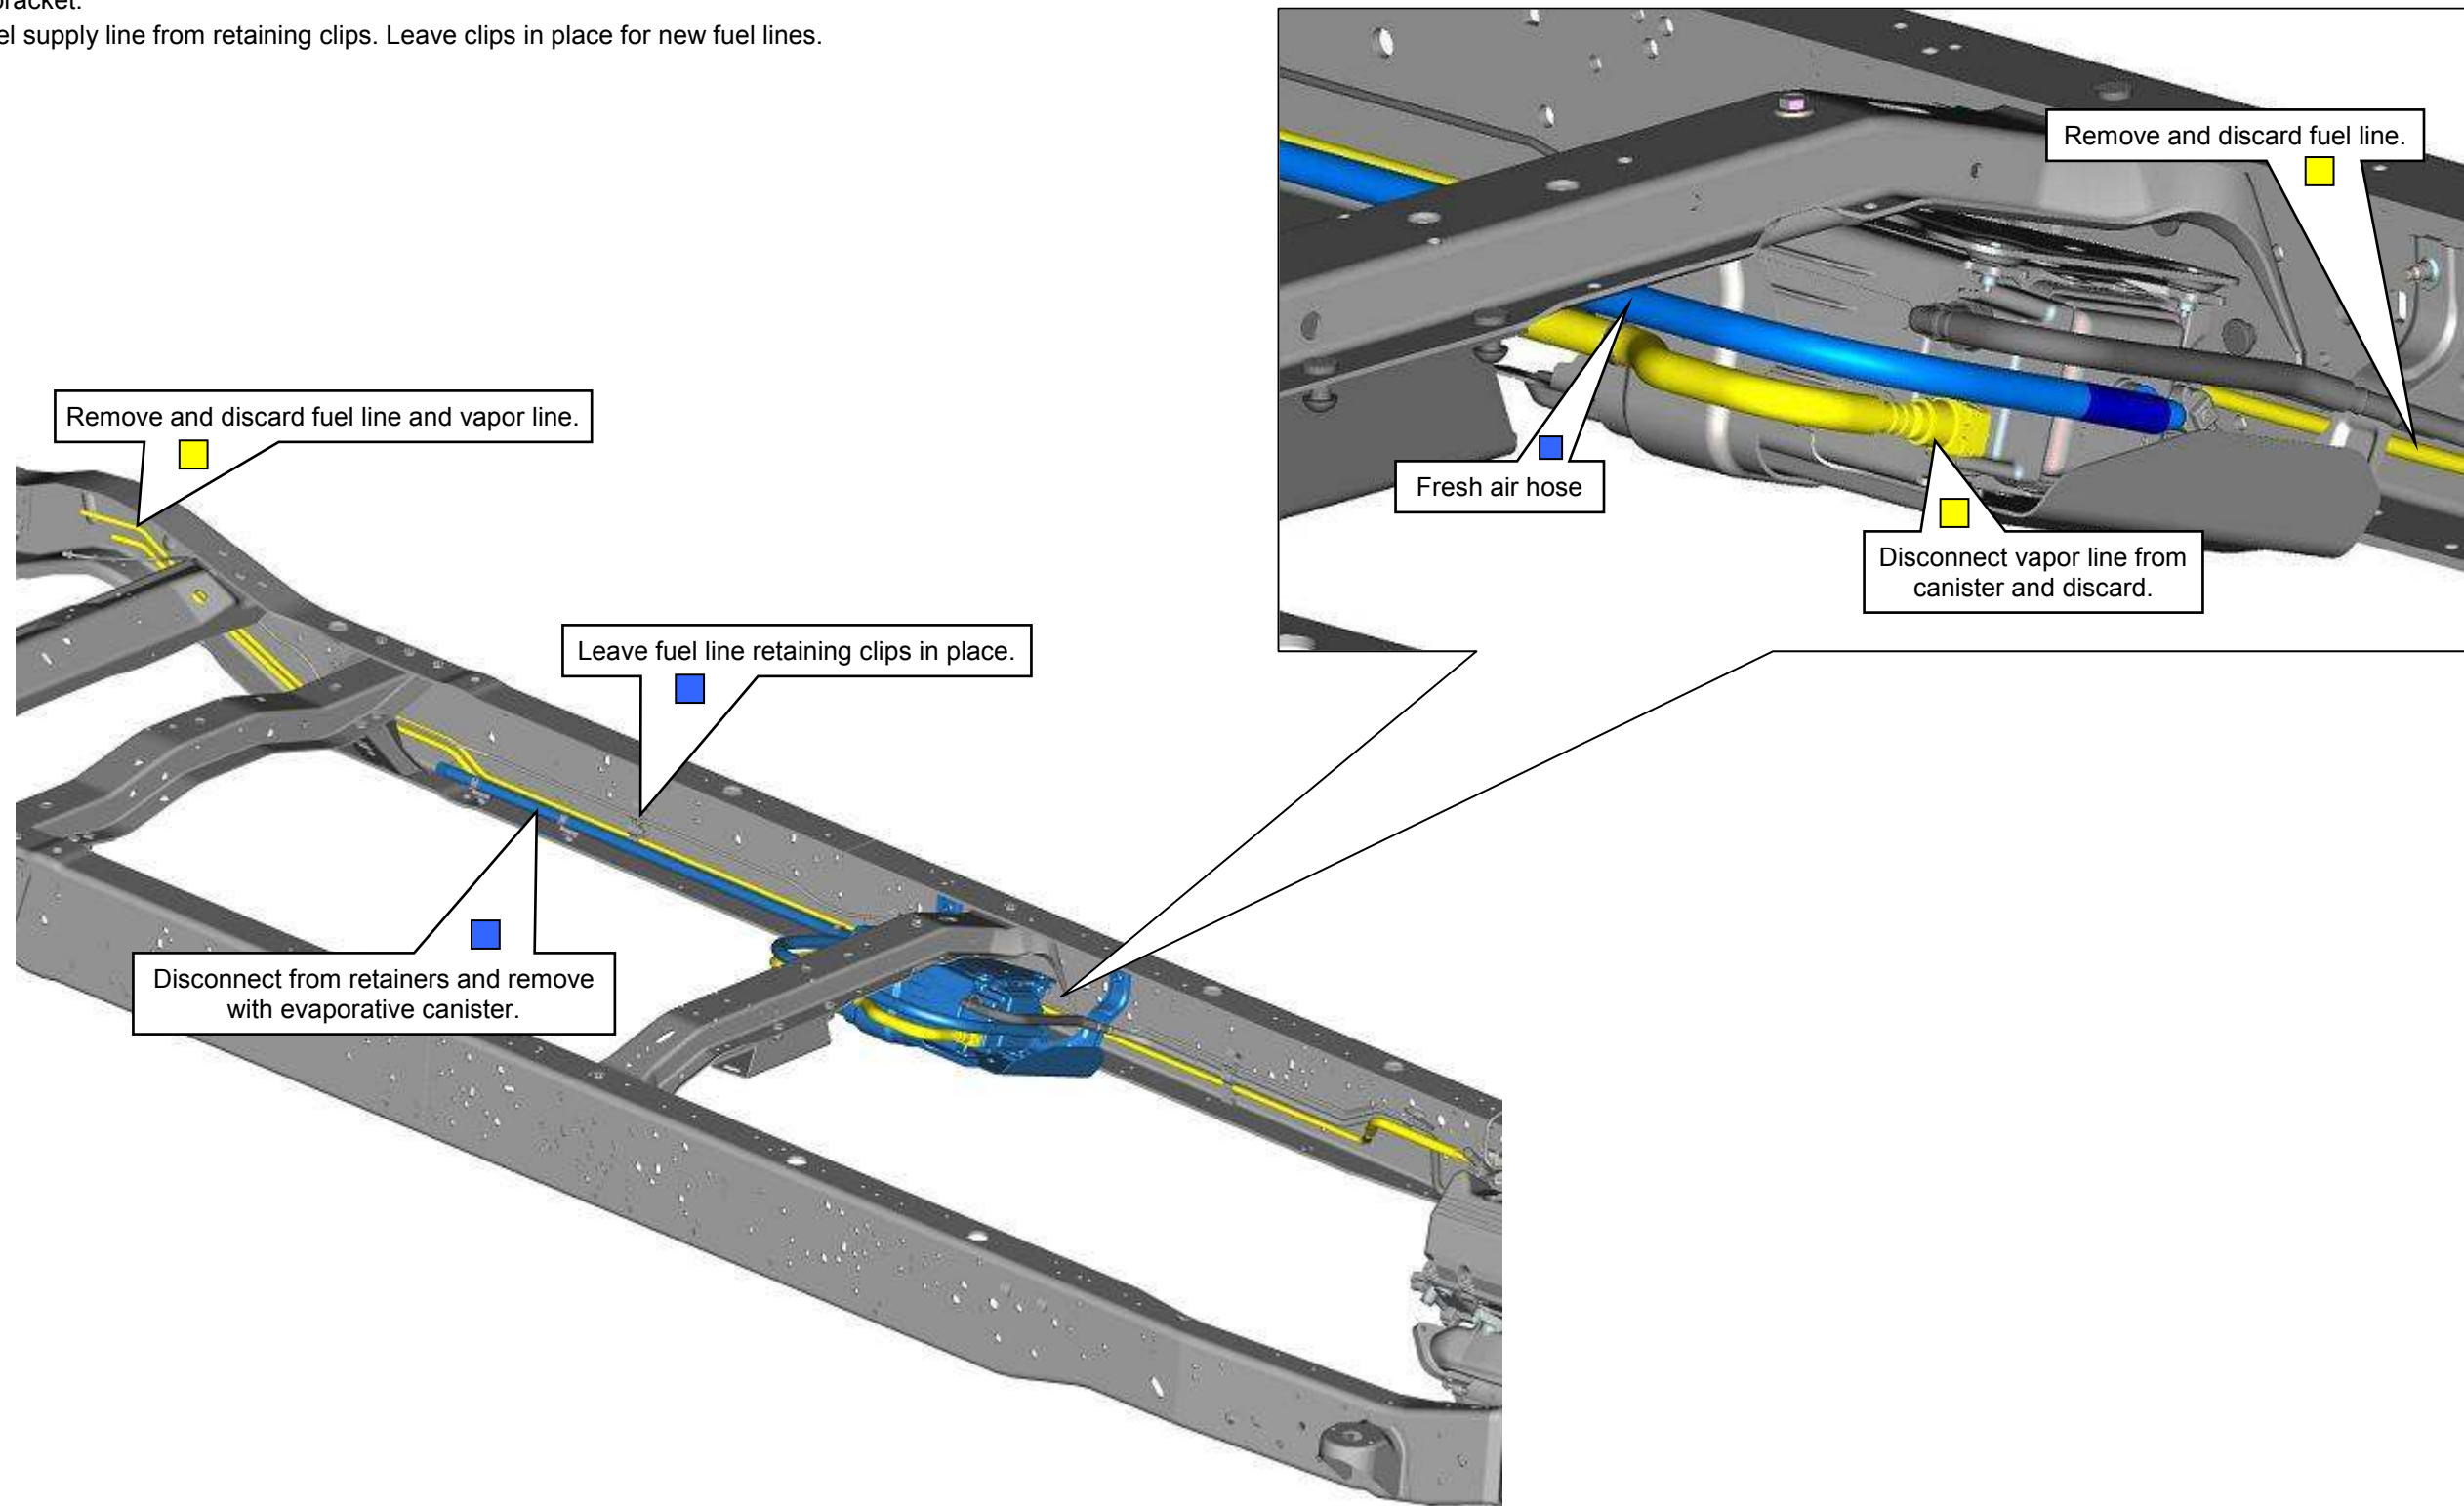 bracket.
supply line from retaining clips. Leave clips in place for new fuel lines.
Remove and discard fuel line.
Fresh air hose
Disconnect vapor line from
canister and discard.
Remove and discard fuel line and vapor line.
Leave fuel line retaining clips in place.
Disconnect from retainers and remove
with evaporative canister.